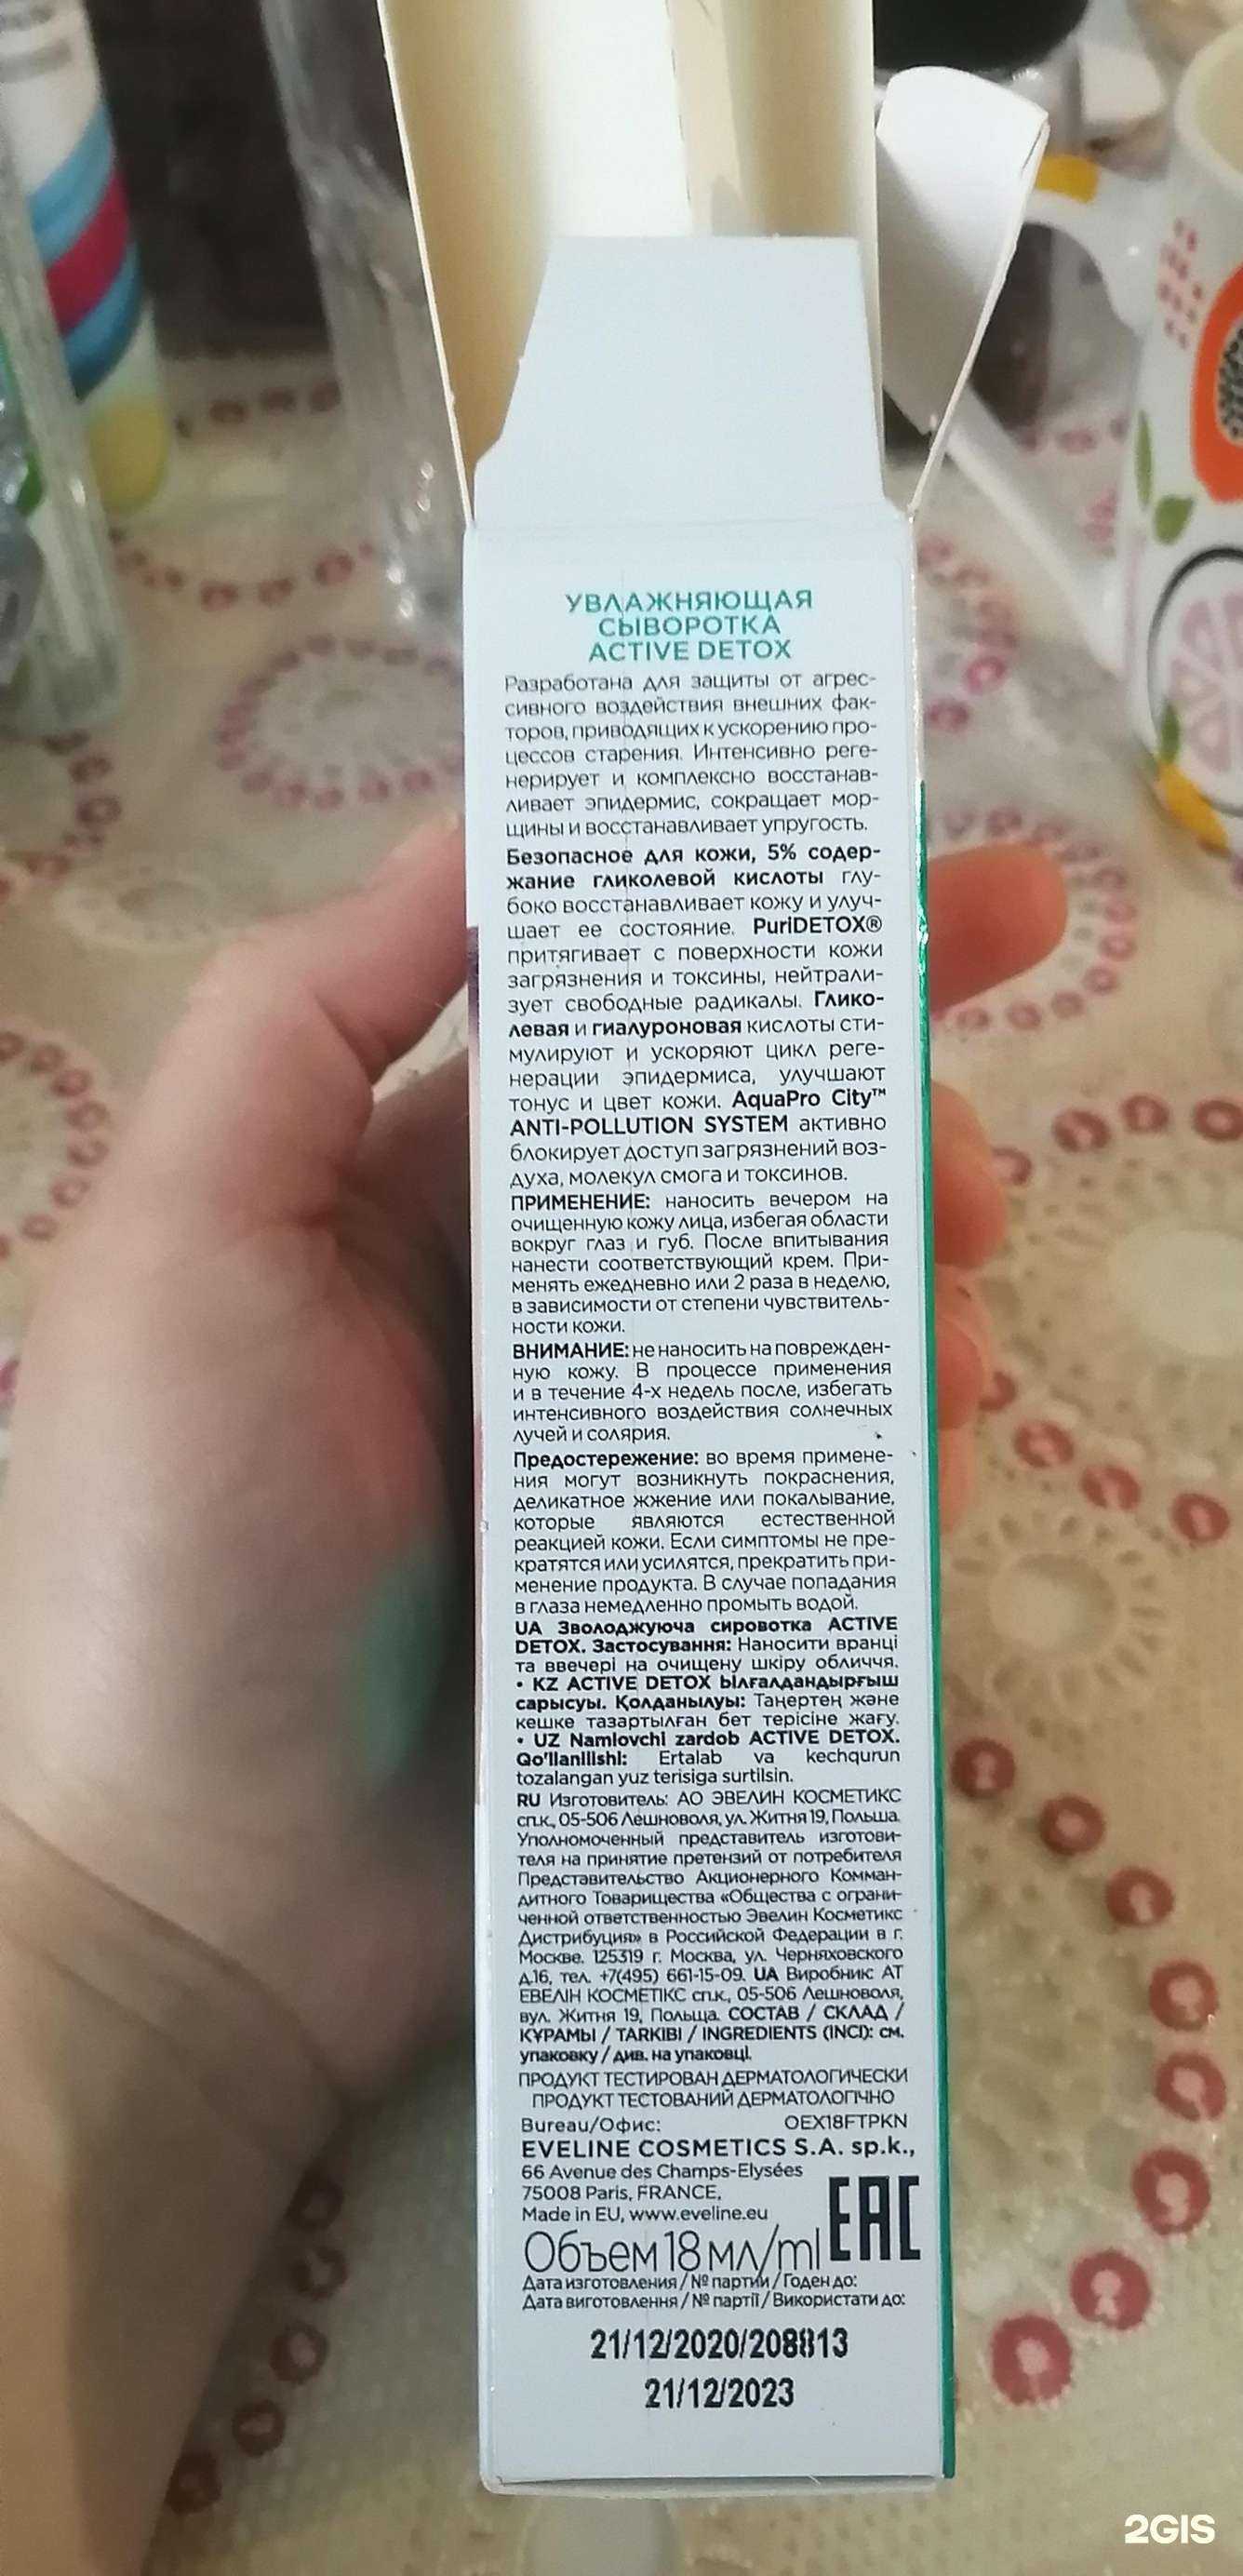 УВЛАЖНЯЮЩАЯ
СЫВОРОТКА
ACTIVE DETOX
Разработана для защиты от агрес-
сивного воздействия внешних фак-
торов, приводящих к ускорению про-
цессов старения. Интенсивно реге-
нерирует и комплексно восстанав-
ливает эпидермис, сокращает мор-
щины и восстанавливает упругость.
Безопасное для кожи, 5% содер-
жание гликолевой кислоты глу-
боко восстанавливает кожу и улуч-
шает ее состояние. PuriDETOX®
притягивает с поверхности кожи
загрязнения и токсины, нейтрали-
зует свободные радикалы. Глико-
левая и гиалуроновая кислоты сти-
мулируют и ускоряют цикл реге-
нерации эпидермиса, улучшают
тонус и цвет кожи. AquaPro City™
ANTI-POLLUTION SYSTEM активно
блокирует доступ загрязнений воз-
духа, молекул смога и токсинов.
ПРИМЕНЕНИЕ: наносить вечером на
очищенную кожу лица, избегая области
вокруг глаз и губ. После впитывания
нанести соответствующий крем. При-
менять ежедневно или 2 раза в неделю,
в зависимости от степени чувствитель-
ности кожи.
ВНИМАНИЕ: не наносить на поврежден-
ную кожу. В процессе применения
и в течение 4-х недель после, избегать
интенсивного воздействия солнечных
лучей и солярия.
Предостережение: во время примене-
ния могут возникнуть покраснения,
деликатное жжение или покалывание,
которые являются естественной
реакцией кожи. Если симптомы не пре-
кратятся или усилятся, прекратить при-
менение продукта. В случае попадания
в глаза немедленно промыть водой.
UA Зволоджуюча сировотка ACTIVE
DETOX. Застосування: Наносити вранці
та ввечері на очищену шкіру обличчя.
• KZ ACTIVE DETOX ылғалдандырғыш
сарысуы. Қолданылуы: Таңертең және
кешке тазартылған бет терісіне жағу.
• UZ Namlovchi zardob ACTIVE DETOX.
Qo'llanilishi: Ertalab va kechqurun
tozalangan yuz terisiga surtilsin.
RU Изготовитель: АО ЭВЕЛИН КОСМЕТИКС
сп.к., 05-506 Лешноволя, ул. Житня 19, Польша.
Уполномоченный представитель изготови-
теля на принятие претензий от потребителя
Представительство Акционерного Комман-
дитного Товарищества «Общества с ограни-
ченной ответственностью Эвелин Косметикс
Дистрибуция» в Российской Федерации в г.
Москве. 125319 г. Москва, ул. Черняховского
д.16, тел. +7(495) 661-15-09. UA Виробник: АТ
ЕВЕЛІН КОСМЕТІКС сп.к., 05-506 Лешноволя,
вул. Житня 19, Польща. СОСТАВ / СКЛАД /
ҚҰРАМЫ / TARKIBI / INGREDIENTS (INCI): см.
упаковку / див. на упаковці.
ПРОДУКТ ТЕСТИРОВАН ДЕРМАТОЛОГИЧЕСКИ
ПРОДУКТ ТЕСТОВАНИЙ ДЕРМАТОЛОГІЧНО
Bureau/Офис: OEX18FTPKN
EVELINE COSMETICS S.A. sp.k.,
66 Avenue des Champs-Elysées
75008 Paris, FRANCE,
Made in EU, www.eveline.eu
EAC
Объем 18 мл/ml
Дата изготовления / № партии / Годен до:
Дата виготовлення / № партії / Використати до:
21/12/2020/208813
21/12/2023
2GIS